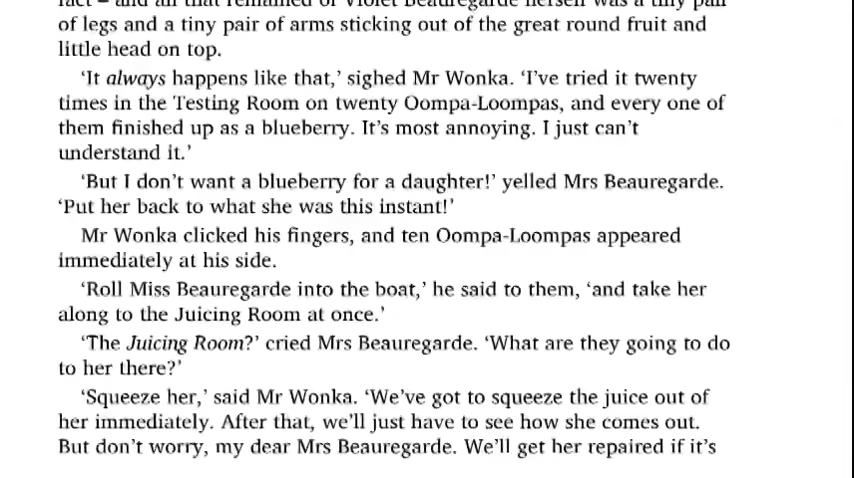 fact – and all that remained of Violet Beauregarde herself was a tiny pair
of legs and a tiny pair of arms sticking out of the great round fruit and
little head on top.
‘It always happens like that,’ sighed Mr Wonka. ‘I’ve tried it twenty
times in the Testing Room on twenty Oompa-Loompas, and every one of
them finished up as a blueberry. It’s most annoying. I just can’t
understand it.’
‘But I don’t want a blueberry for a daughter!’ yelled Mrs Beauregarde.
‘Put her back to what she was this instant!’
Mr Wonka clicked his fingers, and ten Oompa-Loompas appeared
immediately at his side.
‘Roll Miss Beauregarde into the boat,’ he said to them, ‘and take her
along to the Juicing Room at once.’
‘The Juicing Room?’ cried Mrs Beauregarde. ‘What are they going to do
to her there?’
‘Squeeze her,’ said Mr Wonka. ‘We’ve got to squeeze the juice out of
her immediately. After that, we’ll just have to see how she comes out.
But don’t worry, my dear Mrs Beauregarde. We’ll get her repaired if it’s